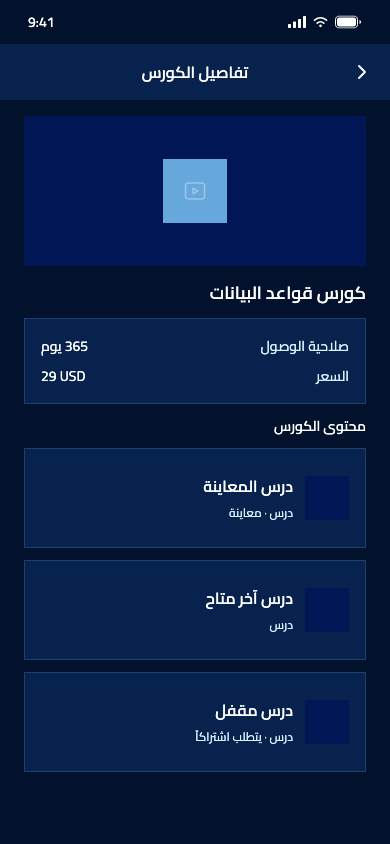 9:41
تفاصيل الكورس
كورس قواعد البيانات
صلاحية الوصول 365 يوم
السعر 29 USD
محتوى الكورس
درس المعاينة
درس · معاينة
درس آخر متاح
درس
درس مقفل
درس · يتطلب اشتراكاً